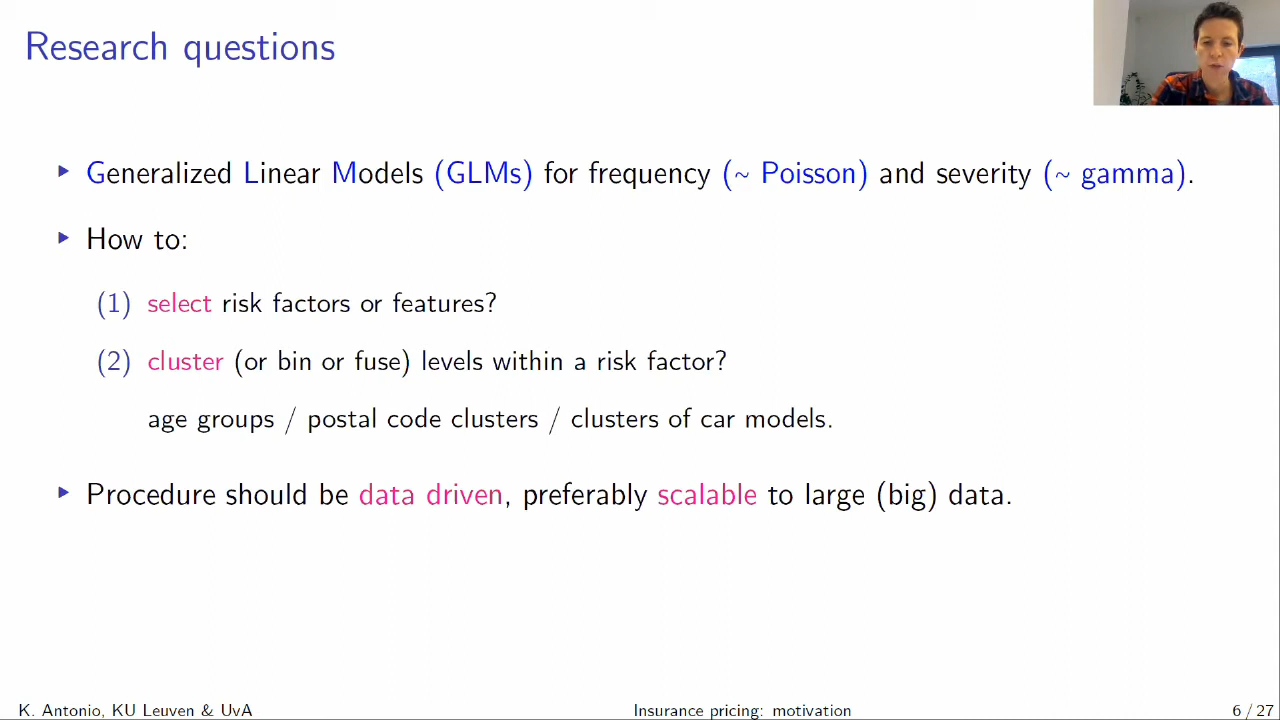 Research questions
Generalized Linear Models (GLMs) for frequency (~ Poisson) and severity (~ gamma).
How to:
(1) select risk factors or features?
(2) cluster (or bin or fuse) levels within a risk factor?
age groups / postal code clusters / clusters of car models.
Procedure should be data driven, preferably scalable to large (big) data.
K. Antonio, KU Leuven & UvA Insurance pricing: motivation 6 / 27